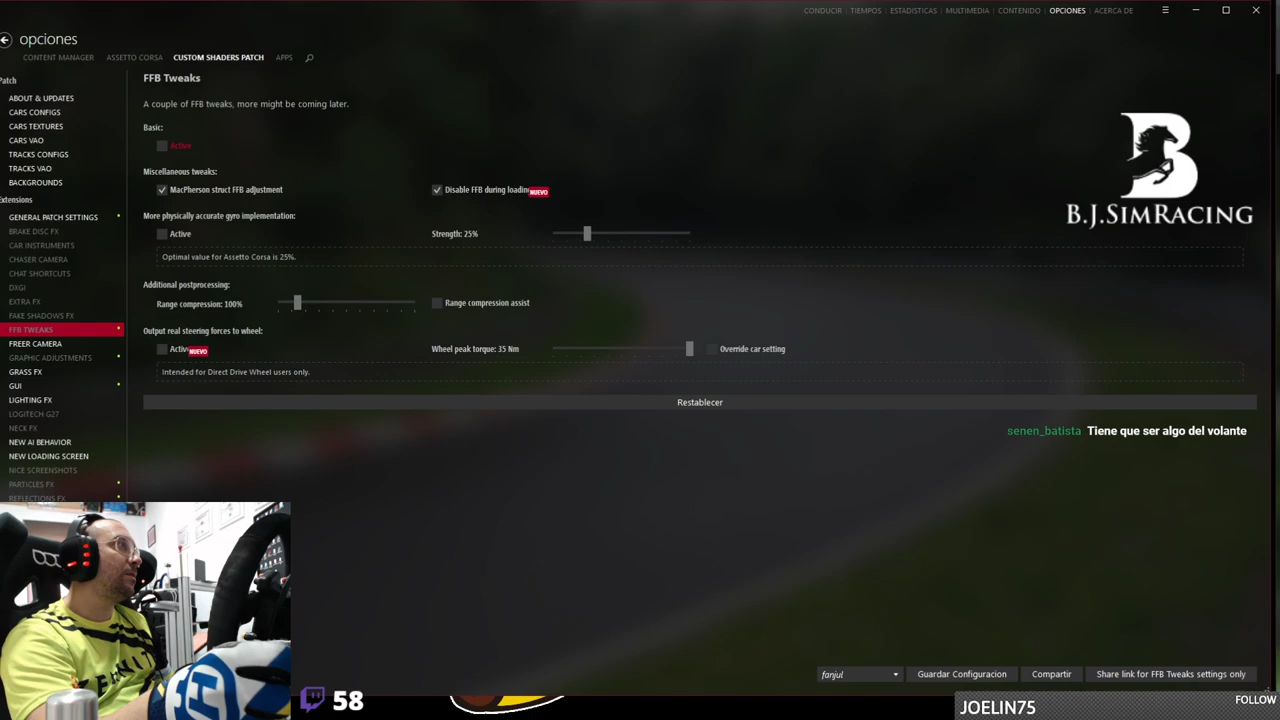 CONDUCIR | TIEMPOS | ESTADISTICAS | MULTIMEDIA | CONTENIDO | OPCIONES | ACERCA DE
opciones
CONTENT MANAGER ASSETTO CORSA CUSTOM SHADERS PATCH APPS
Patch
ABOUT & UPDATES
CARS CONFIGS
CARS TEXTURES
CARS VAO
TRACKS CONFIGS
TRACKS VAO
BACKGROUNDS
Extensions
GENERAL PATCH SETTINGS
BRAKE DISC FX
CAR INSTRUMENTS
CHASER CAMERA
CHAT SHORTCUTS
DXGI
EXTRA FX
FAKE SHADOWS FX
FFB TWEAKS
FREER CAMERA
GRAPHIC ADJUSTMENTS
GRASS FX
GUI
LIGHTING FX
LOGITECH G27
NECK FX
NEW AI BEHAVIOR
NEW LOADING SCREEN
NICE SCREENSHOTS
PARTICLES FX
REFLECTIONS FX
FFB Tweaks
A couple of FFB tweaks, more might be coming later.
Basic:
Active
Miscellaneous tweaks:
MacPherson struct FFB adjustment Disable FFB during loading NUEVO
More physically accurate gyro implementation:
Active Strength: 25%
Optimal value for Assetto Corsa is 25%.
Additional postprocessing:
Range compression: 100% Range compression assist
Output real steering forces to wheel:
Active NUEVO Wheel peak torque: 35 Nm Override car setting
Intended for Direct Drive Wheel users only.
Restablecer
B
B.J.SIMRACING
senen_batista Tiene que ser algo del volante
fanjul Guardar Configuracion Compartir Share link for FFB Tweaks settings only
58
FOLLOW
JOELIN75